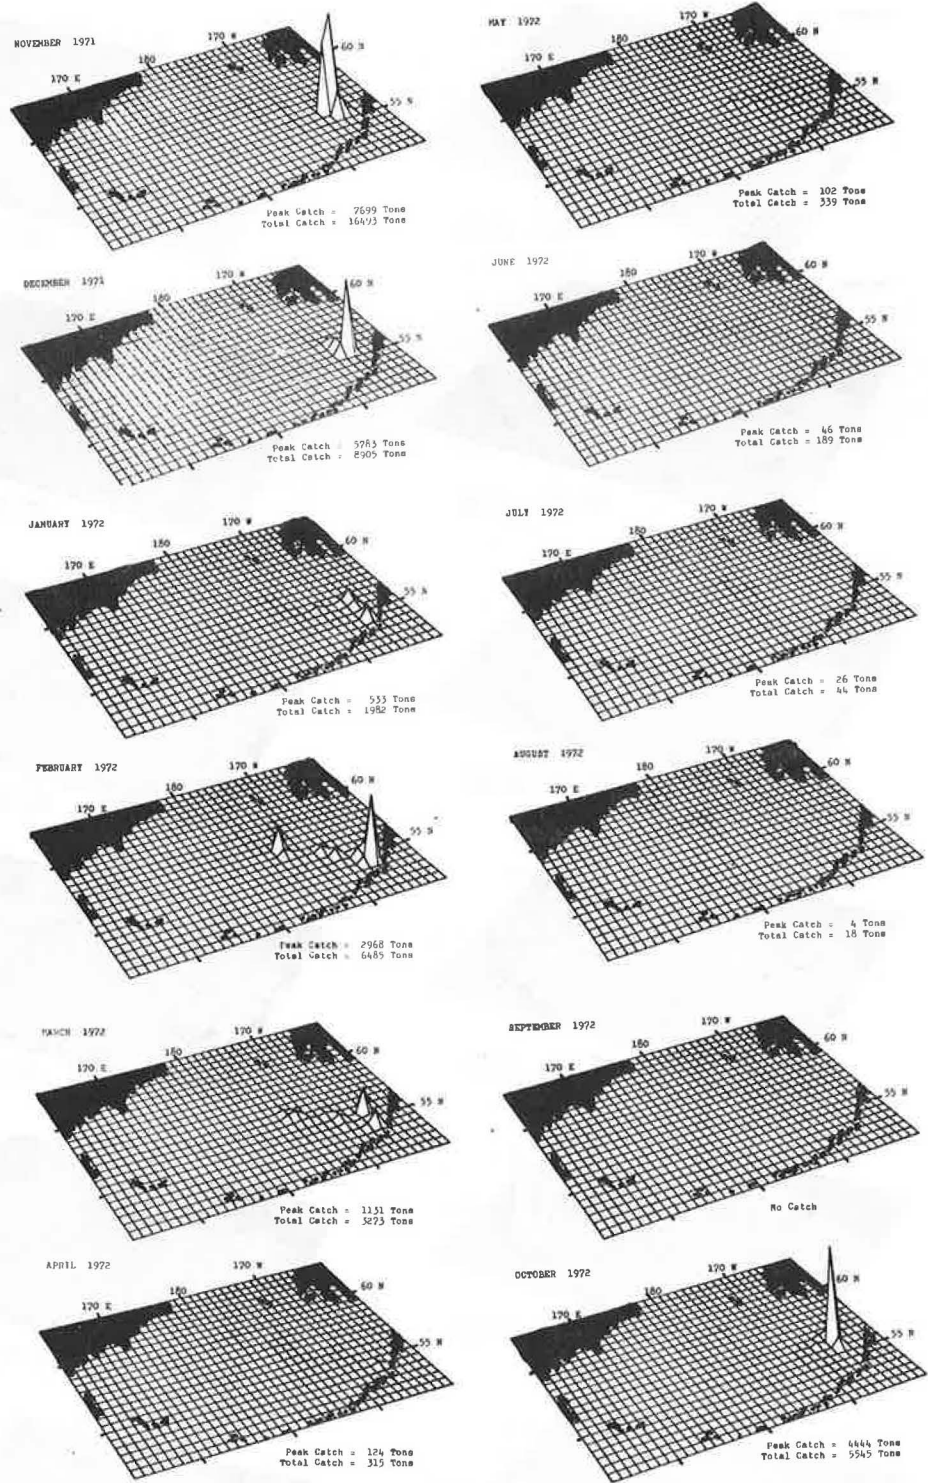 NOVEMBER 1971
170 E
180
170 W
60 N
55 N
Peak Catch = 7699 Tons
Total Catch = 16493 Tons
DECEMBER 1971
170 E
180
170 W
60 N
55 N
Peak Catch = 5783 Tons
Total Catch = 8905 Tons
JANUARY 1972
170 E
180
170 W
60 N
55 N
Peak Catch = 533 Tons
Total Catch = 1982 Tons
FEBRUARY 1972
170 E
180
170 W
60 N
55 N
Peak Catch = 2968 Tons
Total Catch = 6485 Tons
MARCH 1972
170 E
180
170 W
60 N
55 N
Peak Catch = 1131 Tons
Total Catch = 3273 Tons
APRIL 1972
170 E
180
170 W
60 N
55 N
Peak Catch = 124 Tons
Total Catch = 315 Tons
MAY 1972
170 E
180
170 W
60 N
55 N
Peak Catch = 102 Tons
Total Catch = 339 Tons
JUNE 1972
170 E
180
170 W
60 N
55 N
Peak Catch = 46 Tons
Total Catch = 189 Tons
JULY 1972
170 E
180
170 W
60 N
55 N
Peak Catch = 26 Tons
Total Catch = 44 Tons
AUGUST 1972
170 E
180
170 W
60 N
55 N
Peak Catch = 4 Tons
Total Catch = 18 Tons
SEPTEMBER 1972
170 E
180
170 W
60 N
55 N
No Catch
OCTOBER 1972
170 E
180
170 W
60 N
55 N
Peak Catch = 4444 Tons
Total Catch = 5545 Tons